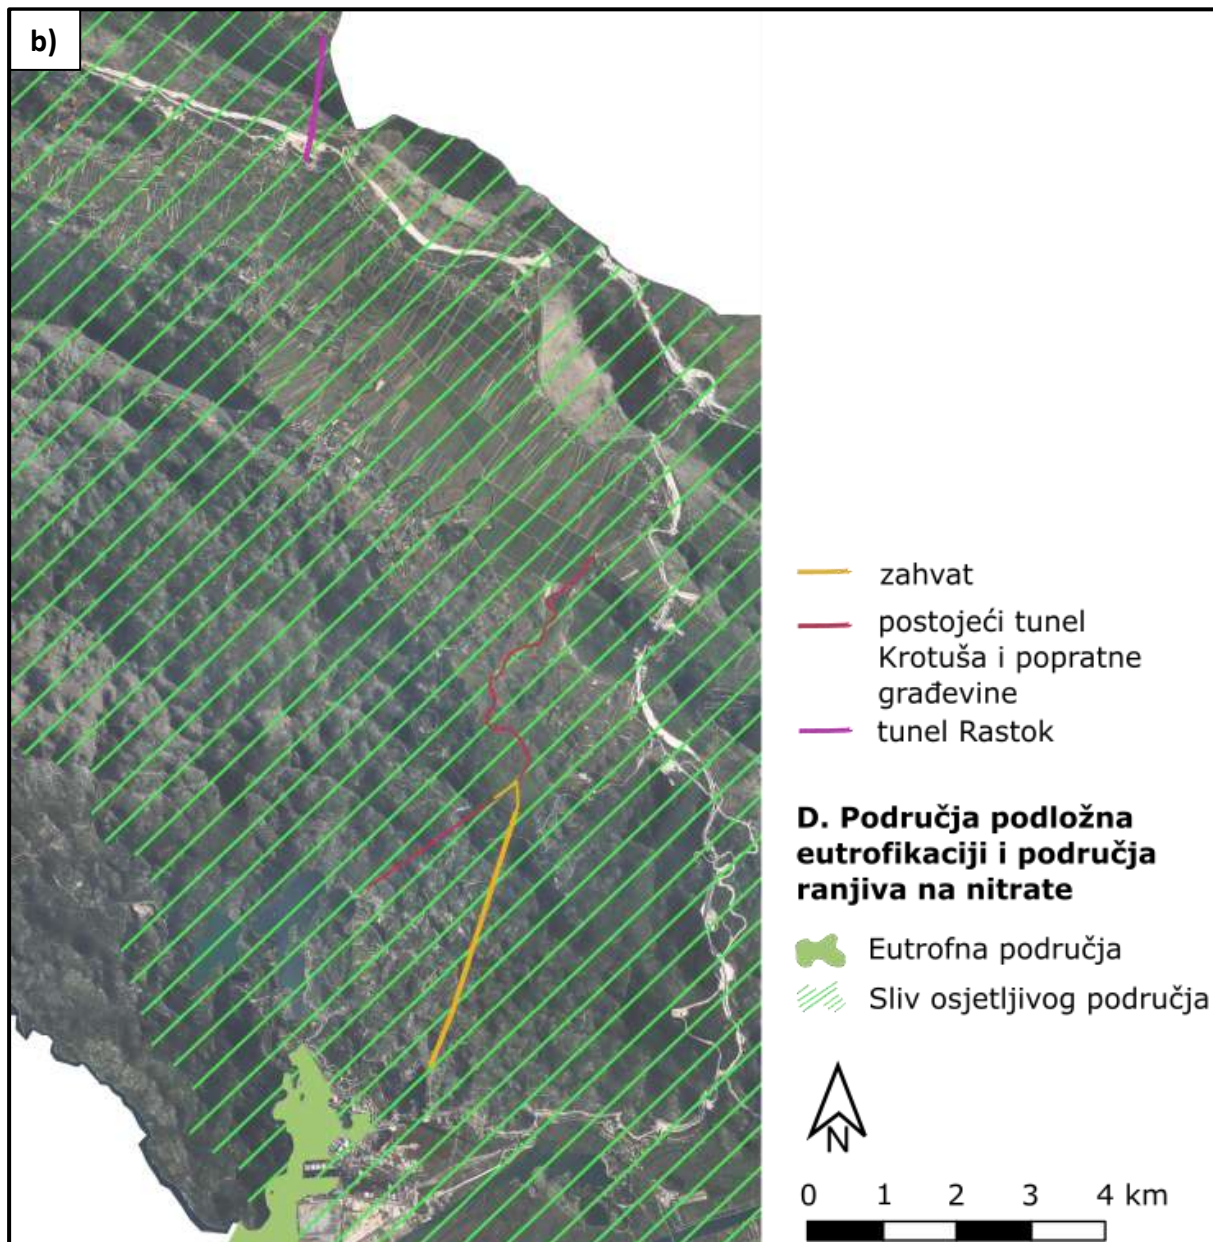 b)
zahvat
postojeći tunel
Krotuša i popratne
građevine
tunel Rastok
D. Područja podložna
eutrofikaciji i područja
ranjiva na nitrate
Eutrofna područja
Sliv osjetljivog područja
N
0 1 2 3 4 km